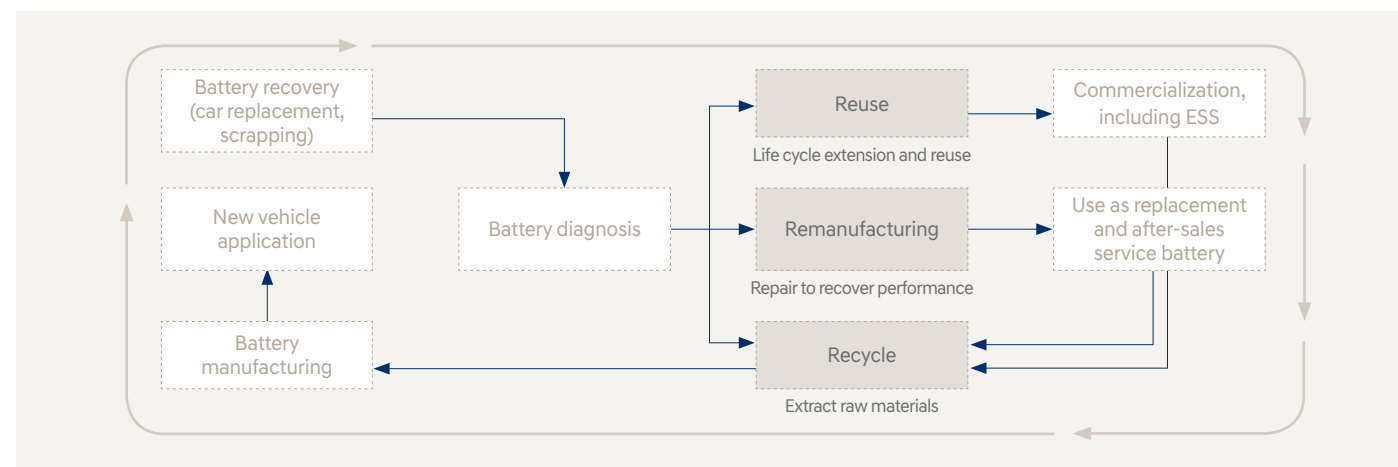 Battery recovery
(car replacement,
scrapping)
New vehicle
application
Battery
manufacturing
Battery diagnosis
Reuse
Life cycle extension and reuse
Remanufacturing
Repair to recover performance
Recycle
Extract raw materials
Commercialization,
including ESS
Use as replacement
and after-sales
service battery